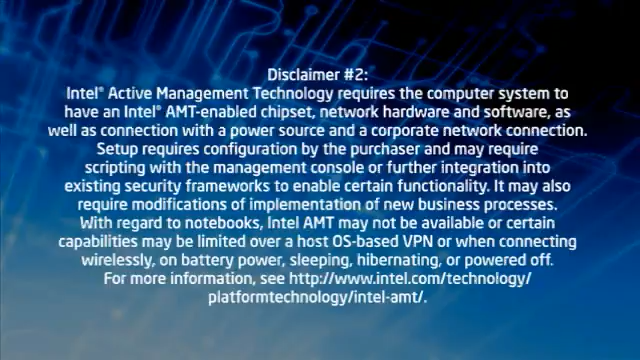 Disclaimer #2:
Intel® Active Management Technology requires the computer system to
have an Intel® AMT-enabled chipset, network hardware and software, as
well as connection with a power source and a corporate network connection.
Setup requires configuration by the purchaser and may require
scripting with the management console or further integration into
existing security frameworks to enable certain functionality. It may also
require modifications of implementation of new business processes.
With regard to notebooks, Intel AMT may not be available or certain
capabilities may be limited over a host OS-based VPN or when connecting
wirelessly, on battery power, sleeping, hibernating, or powered off.
For more information, see http://www.intel.com/technology/
platformtechnology/intel-amt/.